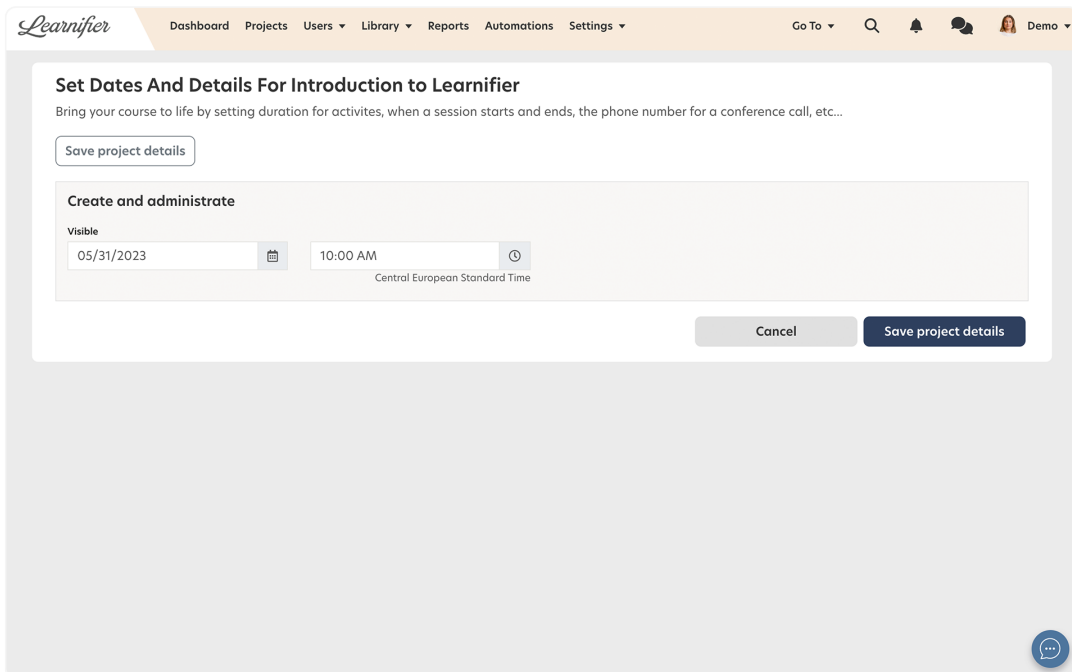 Learnifier
Dashboard Projects Users Library Reports Automations Settings Go To Demo
Set Dates And Details For Introduction to Learnifier
Bring your course to life by setting duration for activites, when a session starts and ends, the phone number for a conference call, etc...
Save project details
Create and administrate
Visible
05/31/2023 10:00 AM
Central European Standard Time
Cancel Save project details